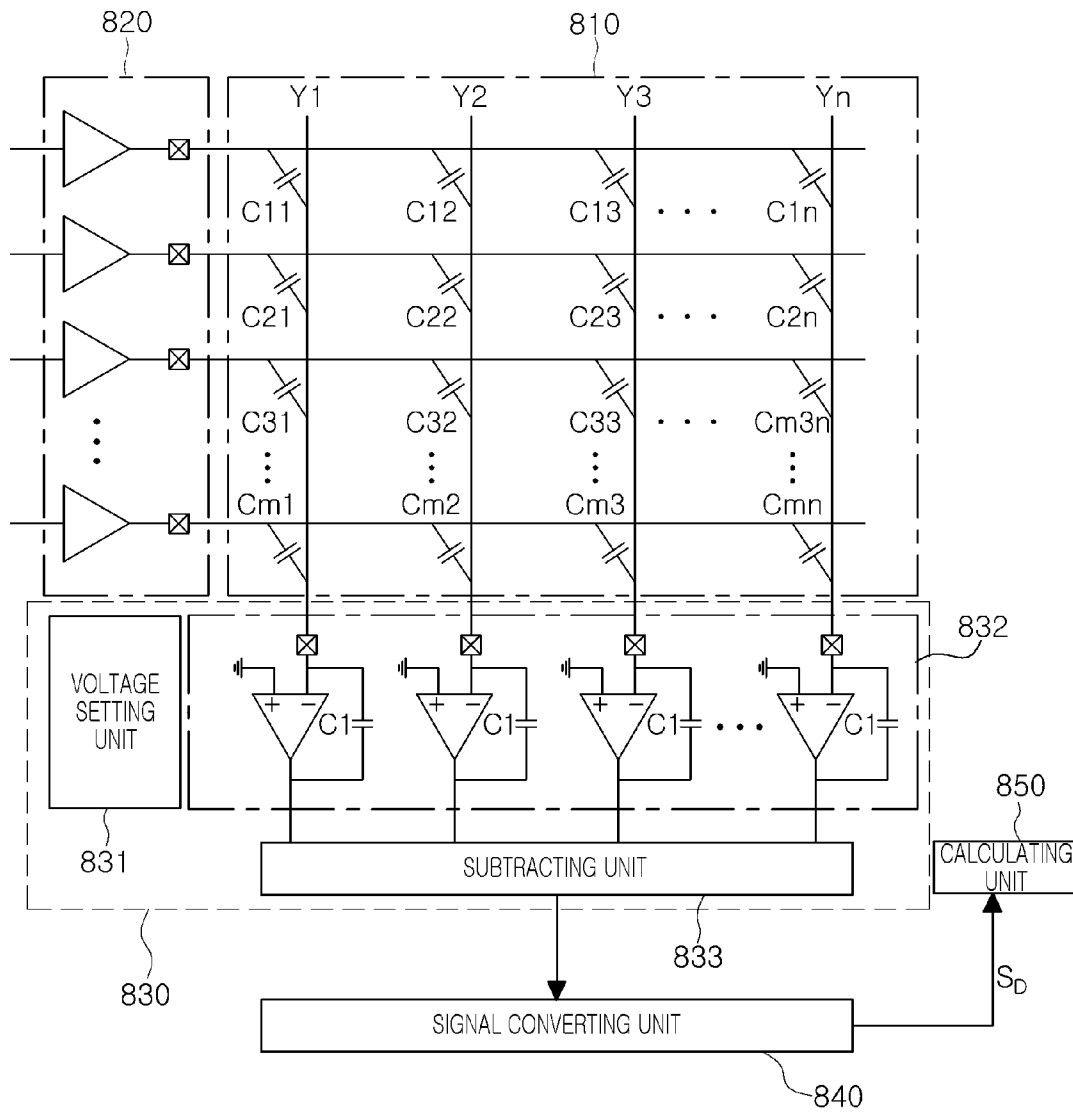 820
810
Y1 Y2 Y3 Yn
C11 C12 C13 . . . C1n
C21 C22 C23 . . . C2n
C31 C32 C33 . . . Cm3n
Cm1 Cm2 Cm3 Cmn
832
VOLTAGE
SETTING
UNIT
+ − C1 + − C1 + − C1 • • • + − C1
831
850
SUBTRACTING UNIT
CALCULATING
UNIT
833
830
SD
SIGNAL CONVERTING UNIT
840